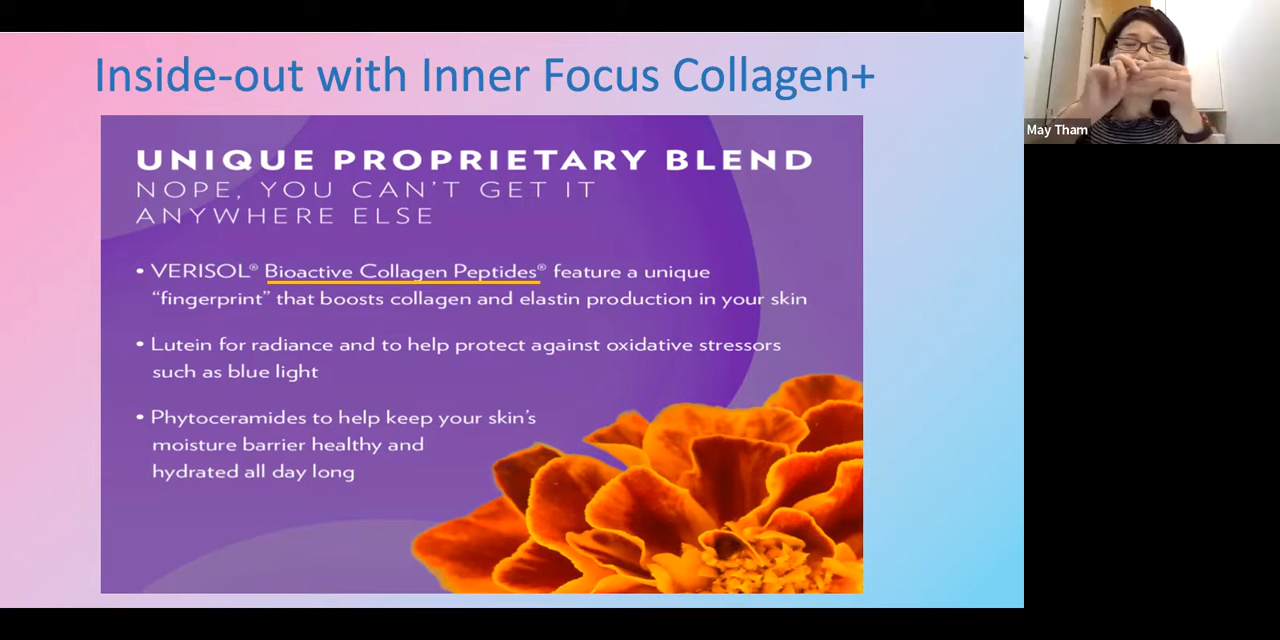 Inside-out with Inner Focus Collagen+
UNIQUE PROPRIETARY BLEND
NOPE, YOU CAN'T GET IT
ANYWHERE ELSE
• VERISOL® Bioactive Collagen Peptides® feature a unique
“fingerprint” that boosts collagen and elastin production in your skin
• Lutein for radiance and to help protect against oxidative stressors
such as blue light
• Phytoceramides to help keep your skin's
moisture barrier healthy and
hydrated all day long
May Tham